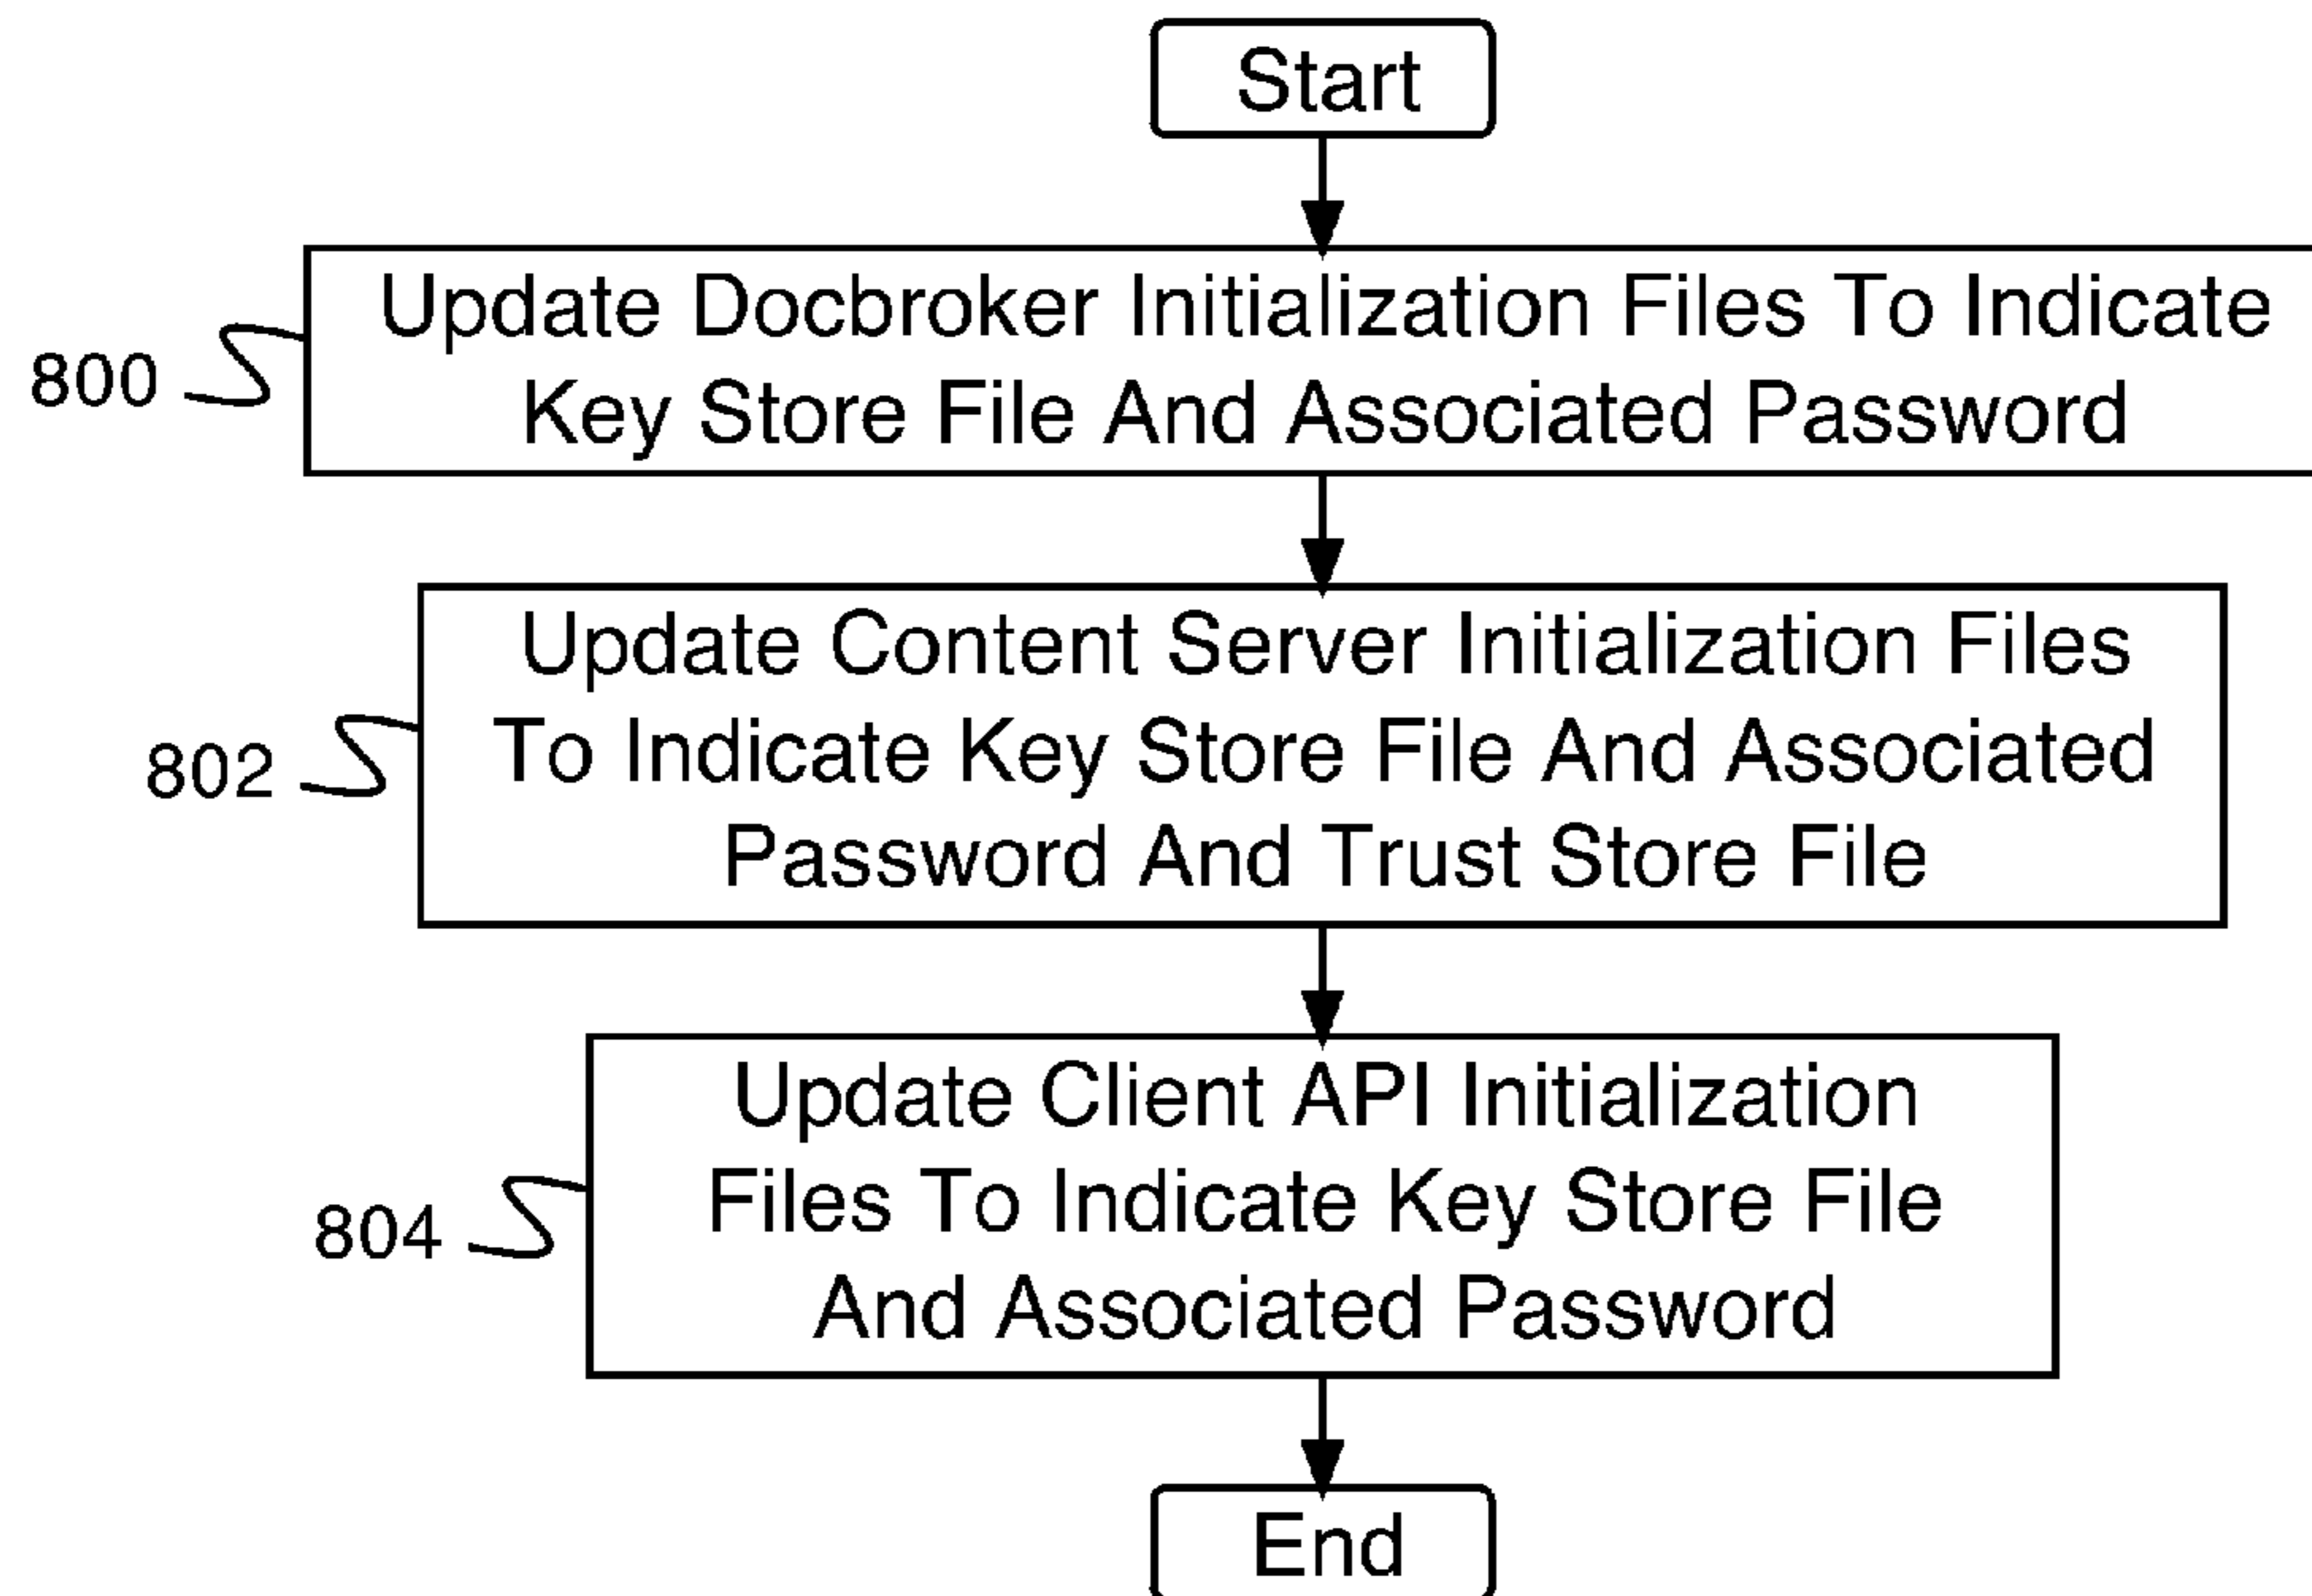 Start
Update Docbroker Initialization Files To Indicate
Key Store File And Associated Password
800
Update Content Server Initialization Files
To Indicate Key Store File And Associated
Password And Trust Store File
802
Update Client API Initialization
Files To Indicate Key Store File
And Associated Password
804
End